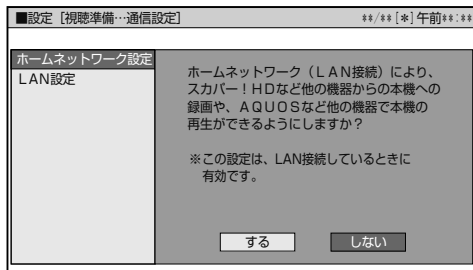 ■設定［視聴準備…通信設定］ **/**[*]午前**:**
ホームネットワーク設定
LAN設定
ホームネットワーク（LAN接続）により、
スカパー！HDなど他の機器からの本機への
録画や、AQUOSなど他の機器で本機の
再生ができるようにしますか？
※この設定は、LAN接続しているときに
有効です。
する しない